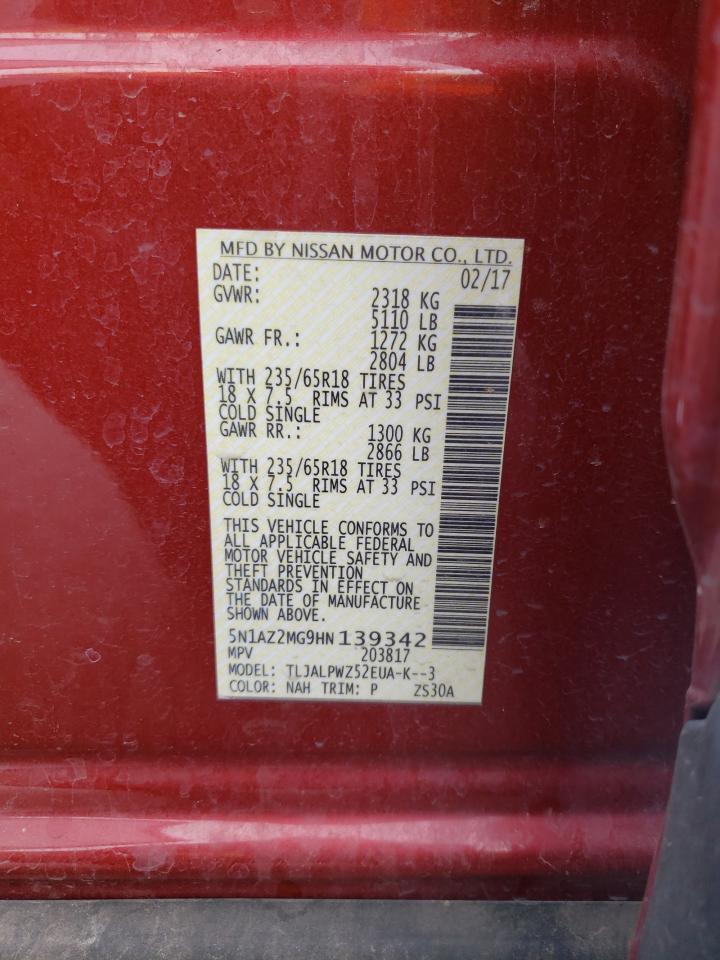 MFD BY NISSAN MOTOR CO., LTD.
DATE: 02/17
GVWR: 2318 KG
5110 LB
GAWR FR.: 1272 KG
2804 LB
WITH 235/65R18 TIRES
18 X 7.5 RIMS AT 33 PSI
COLD SINGLE
GAWR RR.: 1300 KG
2866 LB
WITH 235/65R18 TIRES
18 X 7.5 RIMS AT 33 PSI
COLD SINGLE
THIS VEHICLE CONFORMS TO
ALL APPLICABLE FEDERAL
MOTOR VEHICLE SAFETY AND
THEFT PREVENTION
STANDARDS IN EFFECT ON
THE DATE OF MANUFACTURE
SHOWN ABOVE.
5N1AZ2MG9HN139342
MPV 203817
MODEL: TLJALPWZ52EUA-K--3
COLOR: NAH TRIM: P ZS30A